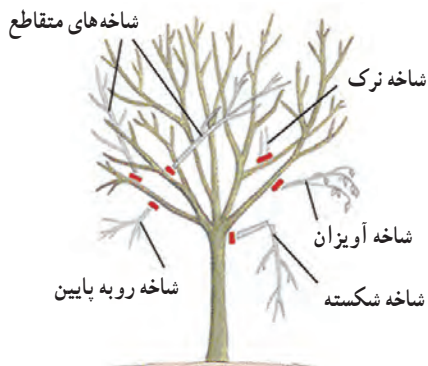 شاخه‌های متقاطع
شاخه نرک
شاخه آویزان
شاخه روبه پایین
شاخه شکسته